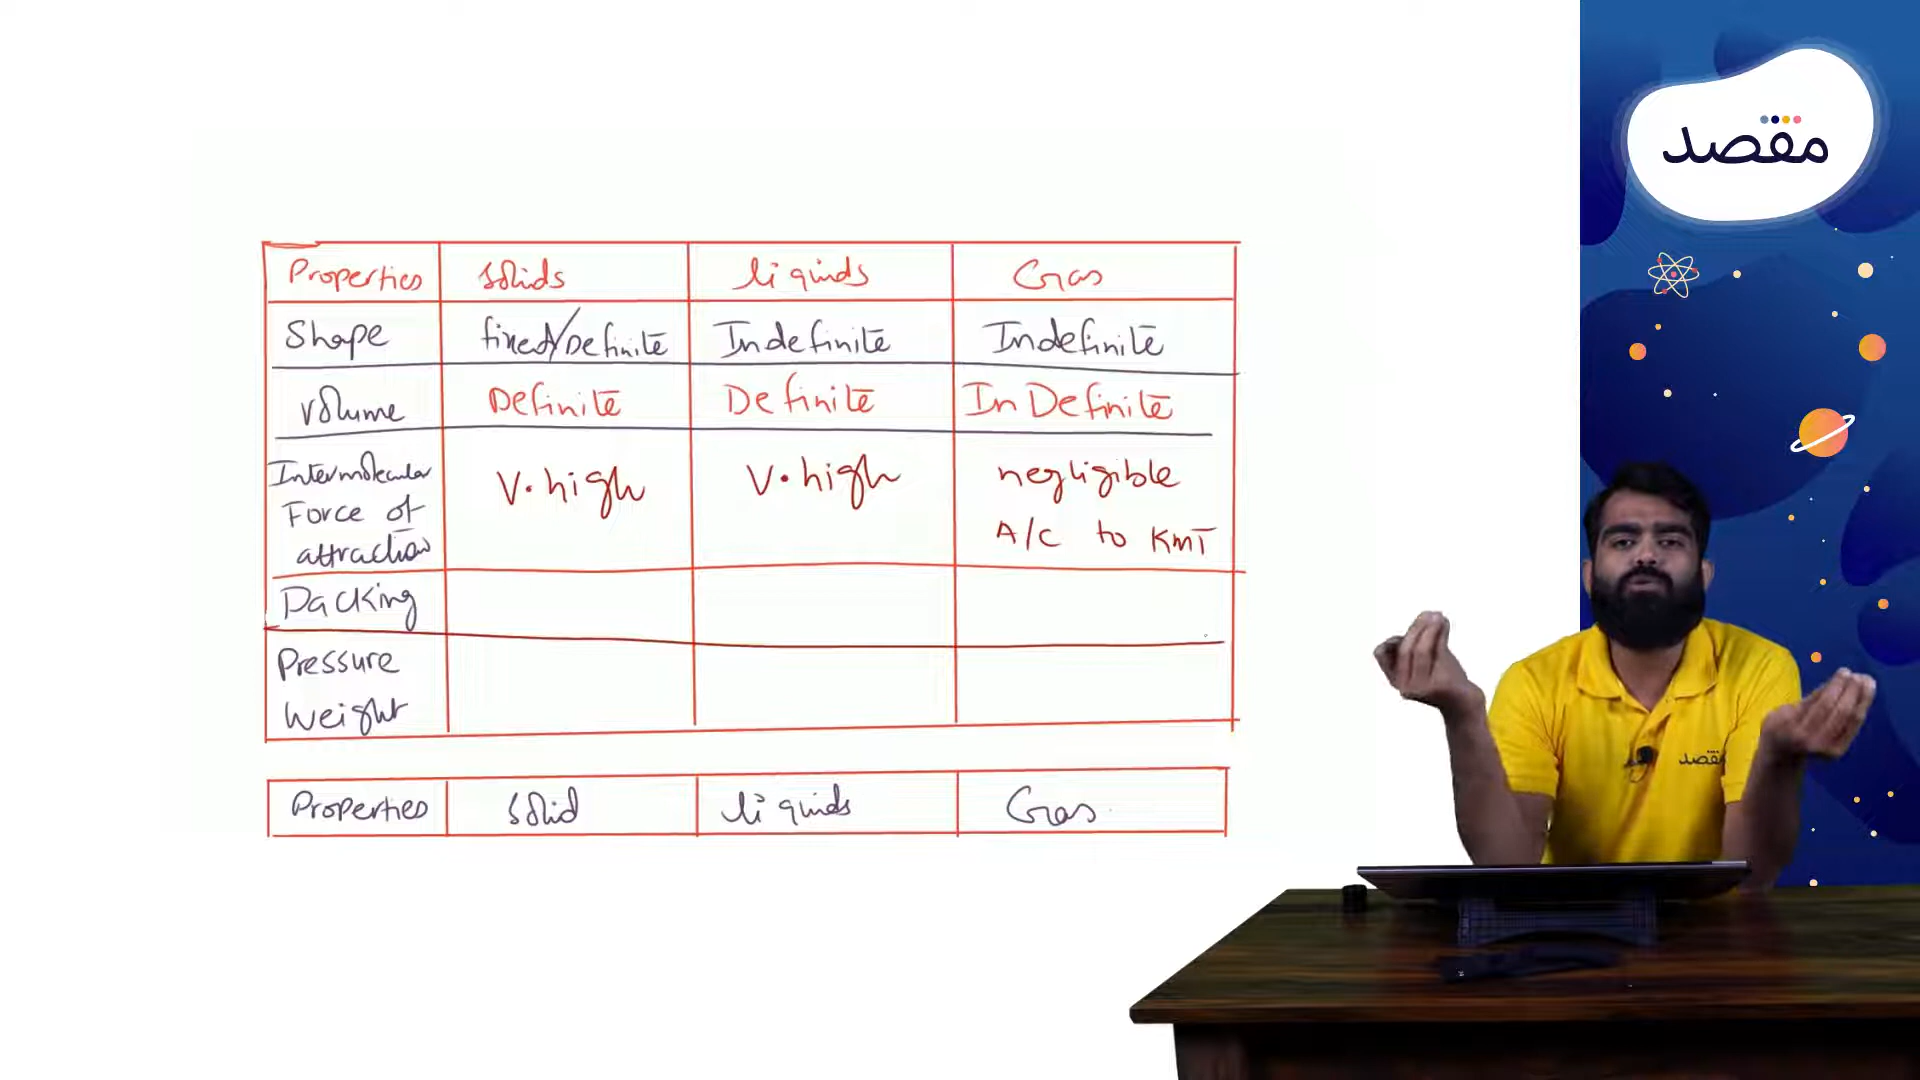 مقصد
Properties solids liquids Gas
Shape fixed/Definite Indefinite Indefinite
Volume Definite Definite InDefinite
Intermolecular Force of attraction V.high V.high negligible A/C to KMT
Packing
Pressure
Weight
Properties solid liquids Gas
مقصد